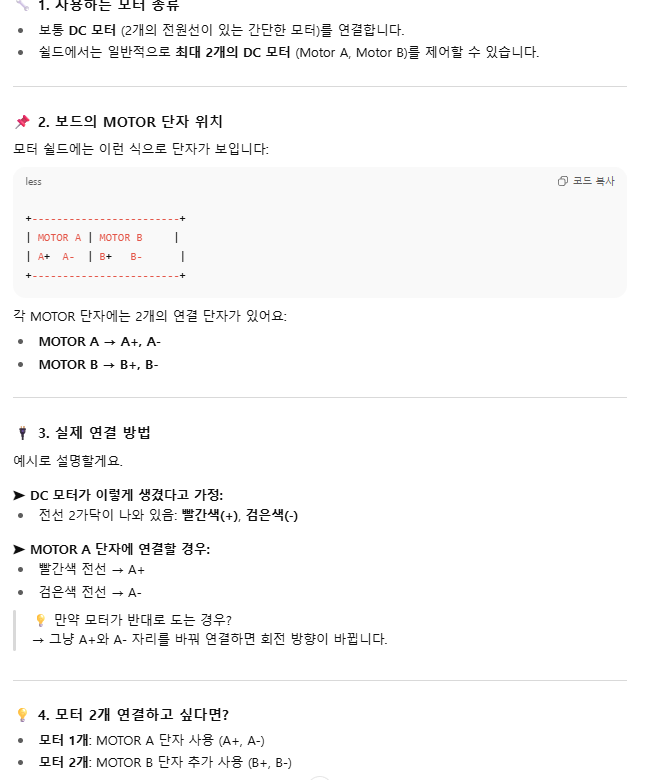 🔧 1. 사용하는 모터 종류
• 보통 DC 모터 (2개의 전원선이 있는 간단한 모터)를 연결합니다.
• 쉴드에서는 일반적으로 최대 2개의 DC 모터 (Motor A, Motor B)를 제어할 수 있습니다.
📌 2. 보드의 MOTOR 단자 위치
모터 쉴드에는 이런 식으로 단자가 보입니다:
less
코드 복사
+------------------------+
| MOTOR A | MOTOR B     |
| A+  A-  | B+   B-      |
+------------------------+
각 MOTOR 단자에는 2개의 연결 단자가 있어요:
• MOTOR A → A+, A-
• MOTOR B → B+, B-
🔌 3. 실제 연결 방법
예시로 설명할게요.
➤ DC 모터가 이렇게 생겼다고 가정:
• 전선 2가닥이 나와 있음: 빨간색(+), 검은색(-)
➤ MOTOR A 단자에 연결할 경우:
• 빨간색 전선 → A+
• 검은색 전선 → A-
💡 만약 모터가 반대로 도는 경우?
→ 그냥 A+와 A- 자리를 바꿔 연결하면 회전 방향이 바뀝니다.
💡 4. 모터 2개 연결하고 싶다면?
• 모터 1개: MOTOR A 단자 사용 (A+, A-)
• 모터 2개: MOTOR B 단자 추가 사용 (B+, B-)